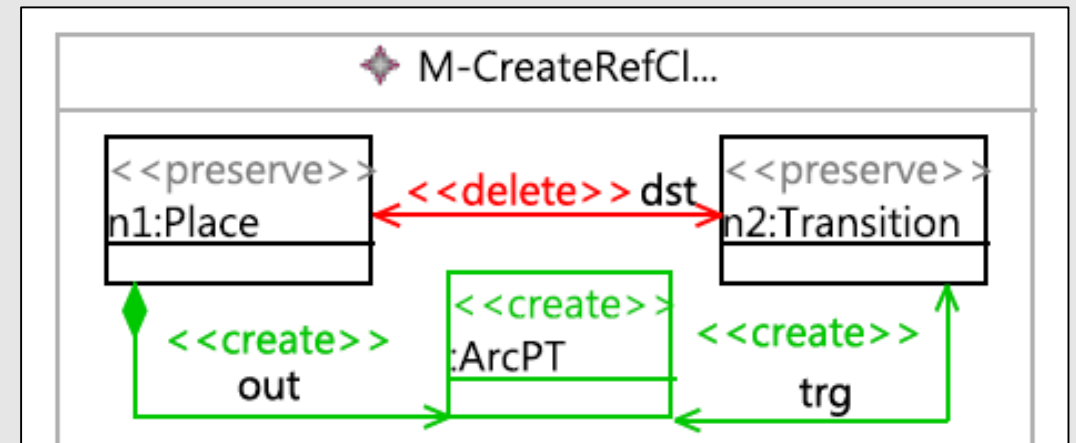 M-CreateRefCl...
<<preserve>>
n1:Place
<<delete>> dst
<<preserve>>
n2:Transition
<<create>>
out
<<create>>
:ArcPT
<<create>>
trg